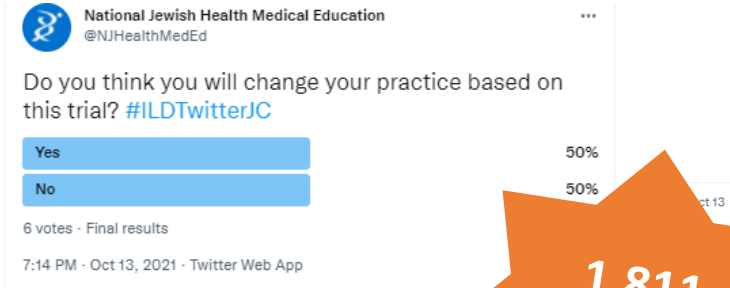 National Jewish Health Medical Education
@NJHealthMedEd
Do you think you will change your practice based on
this trial? #ILDTwitterJC
Yes 50%
No 50%
6 votes · Final results
7:14 PM · Oct 13, 2021 · Twitter Web App
ct 13
1,811